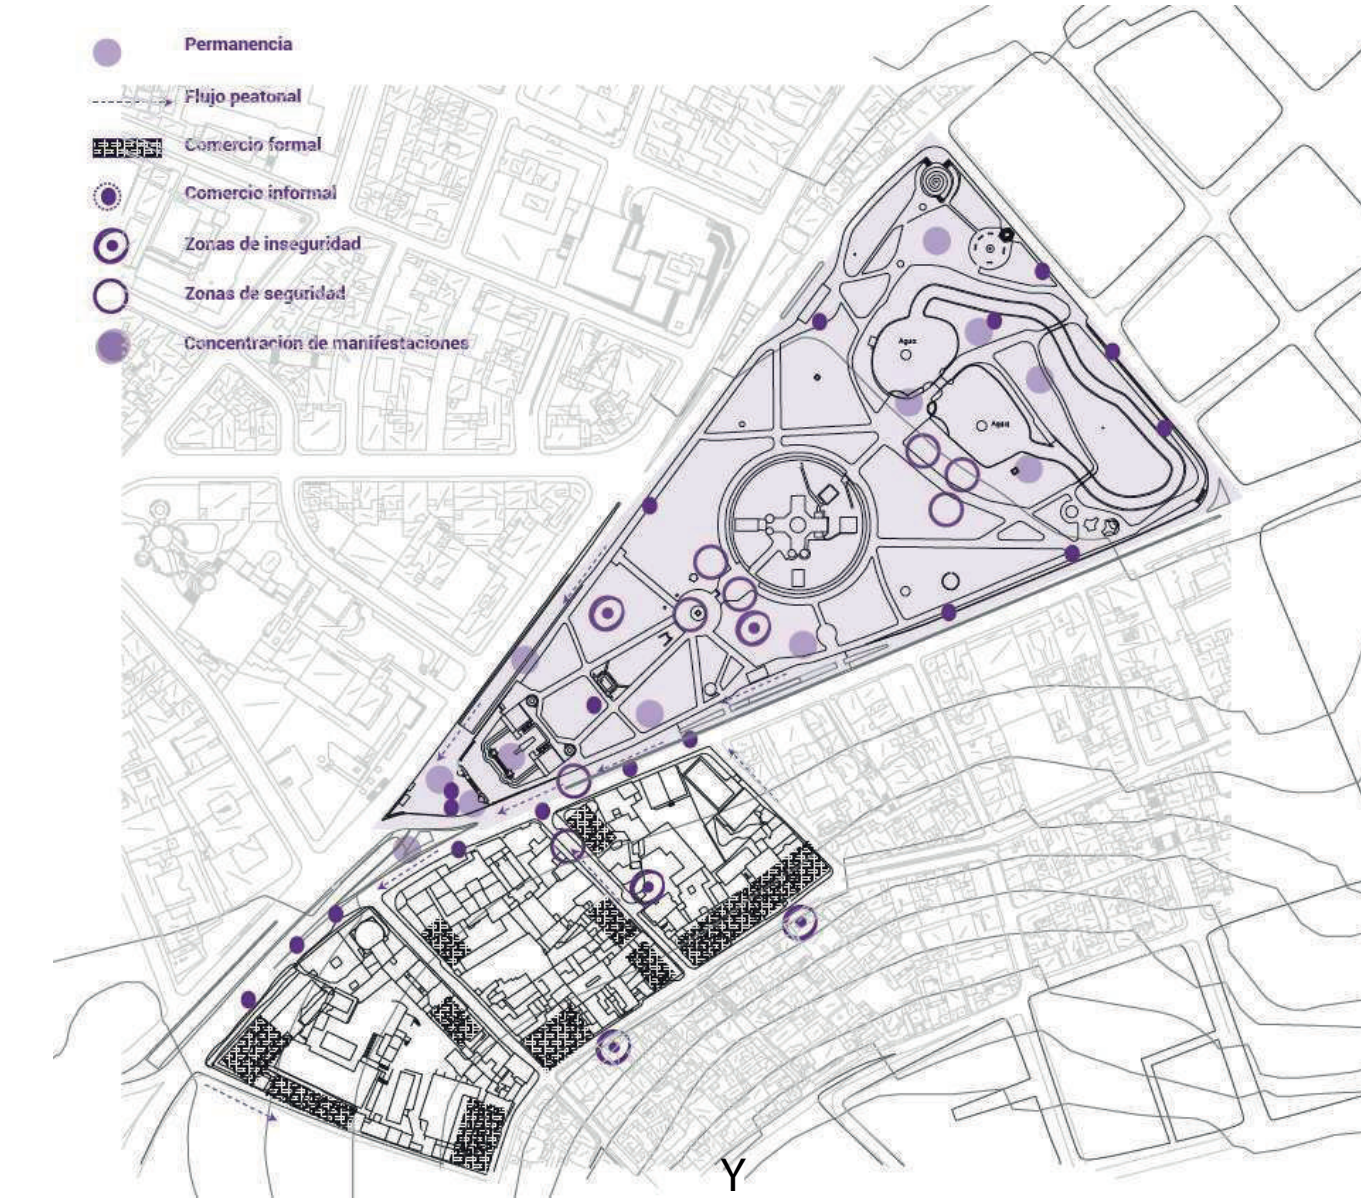 Permanencia
Flujo peatonal
Comercio formal
Comercio informal
Zonas de inseguridad
Zonas de seguridad
Concentración de manifestaciones
Agua
Agua
Y